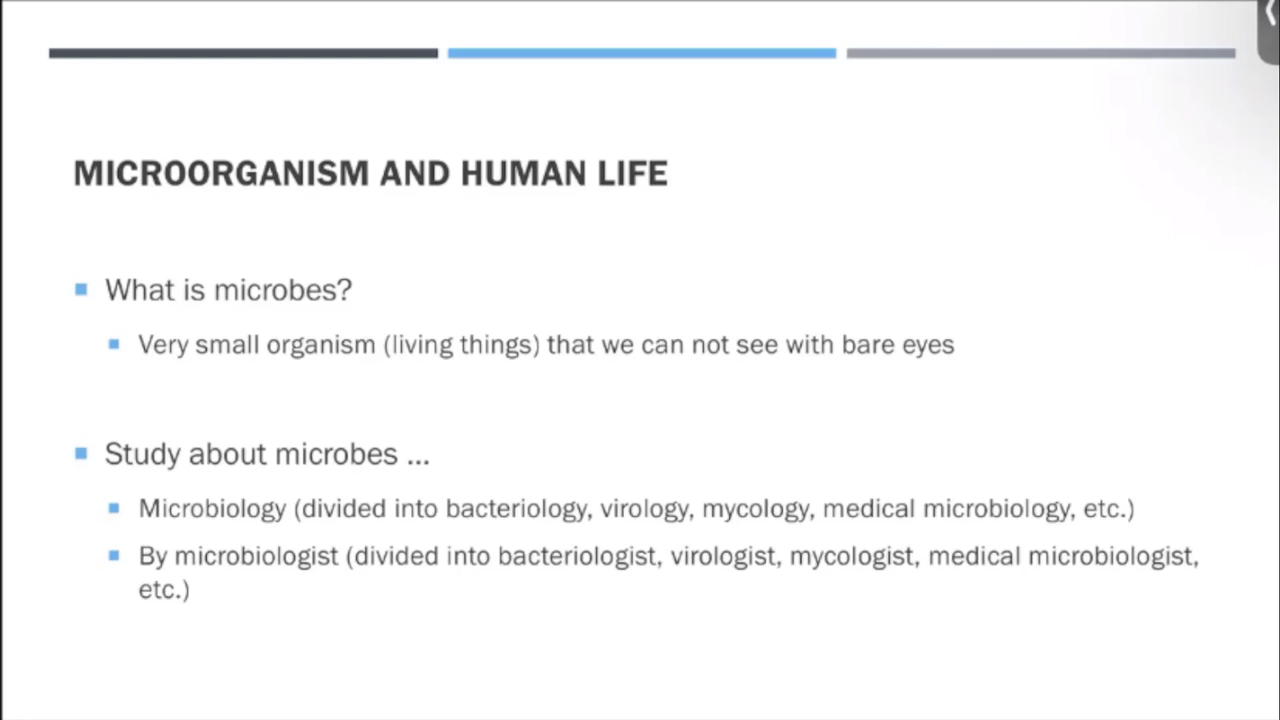 MICROORGANISM AND HUMAN LIFE
What is microbes?
Very small organism (living things) that we can not see with bare eyes
Study about microbes ...
Microbiology (divided into bacteriology, virology, mycology, medical microbiology, etc.)
By microbiologist (divided into bacteriologist, virologist, mycologist, medical microbiologist,
etc.)